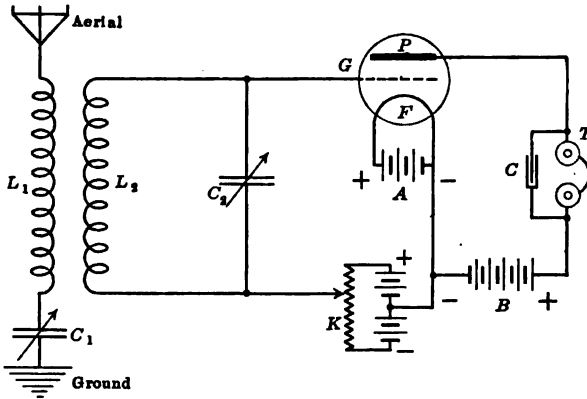 Aerial
P
G
F
T
L1
L2
C2
+ A −
C
+
K
− B +
−
C1
Ground